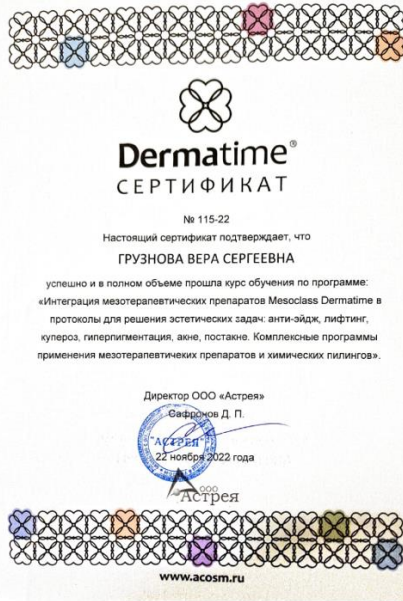 Dermatime®
СЕРТИФИКАТ
№ 115-22
Настоящий сертификат подтверждает, что
ГРУЗНОВА ВЕРА СЕРГЕЕВНА
успешно и в полном объеме прошла курс обучения по программе:
«Интеграция мезотерапевтических препаратов Mesoclass Dermatime в
протоколы для решения эстетических задач: анти-эйдж, лифтинг,
купероз, гиперпигментация, акне, постакне. Комплексные программы
применения мезотерапевтичеких препаратов и химических пилингов».
Директор ООО «Астрея»
Сафронов Д. П.
"АСТРЕЯ"
22 ноября 2022 года
ООО
Астрея
www.acosm.ru